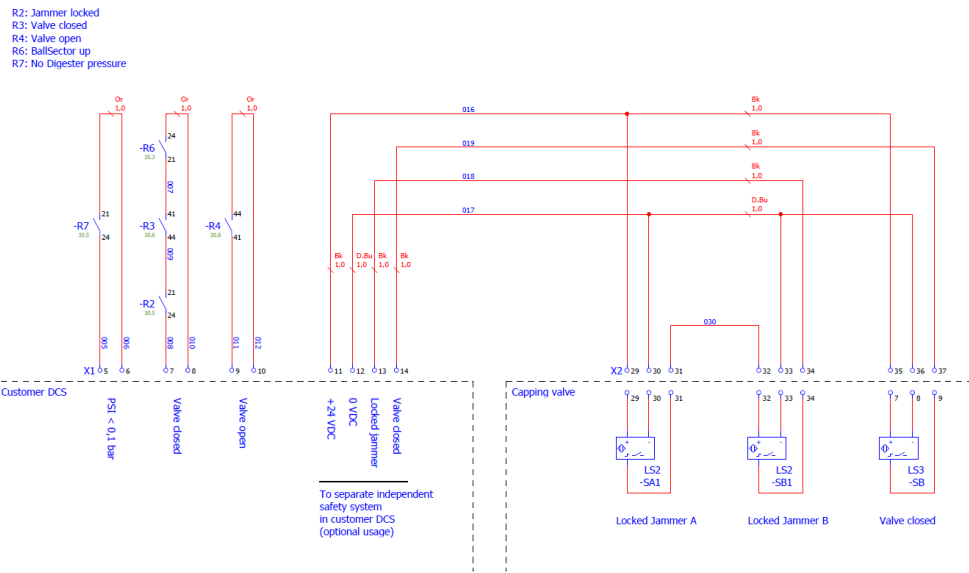 R2: Jammer locked
R3: Valve closed
R4: Valve open
R6: BallSector up
R7: No Digester pressure
Or
1,0
Or
1,0
Or
1,0
016
Bk
1,0
24
-R6
21
019
Bk
1,0
007
018
Bk
1,0
21
-R7
24
41
-R3
44
44
-R4
41
017
D.Bu
1,0
009
Bk
1,0
D.Bu
1,0
Bk
1,0
Bk
1,0
21
-R2
24
030
005
006
008
010
011
012
X1
5
6
7
8
9
10
11
12
13
14
X2
29
30
31
32
33
34
35
36
37
Customer DCS
Capping valve
PSI < 0,1 bar
Valve closed
Valve open
+24 VDC
0 VDC
Locked jammer
Valve closed
29
30
31
32
33
34
7
8
9
+
-
+
-
+
-
LS2
-SA1
LS2
-SB1
LS3
-SB
To separate independent
safety system
in customer DCS
(optional usage)
Locked Jammer A
Locked Jammer B
Valve closed